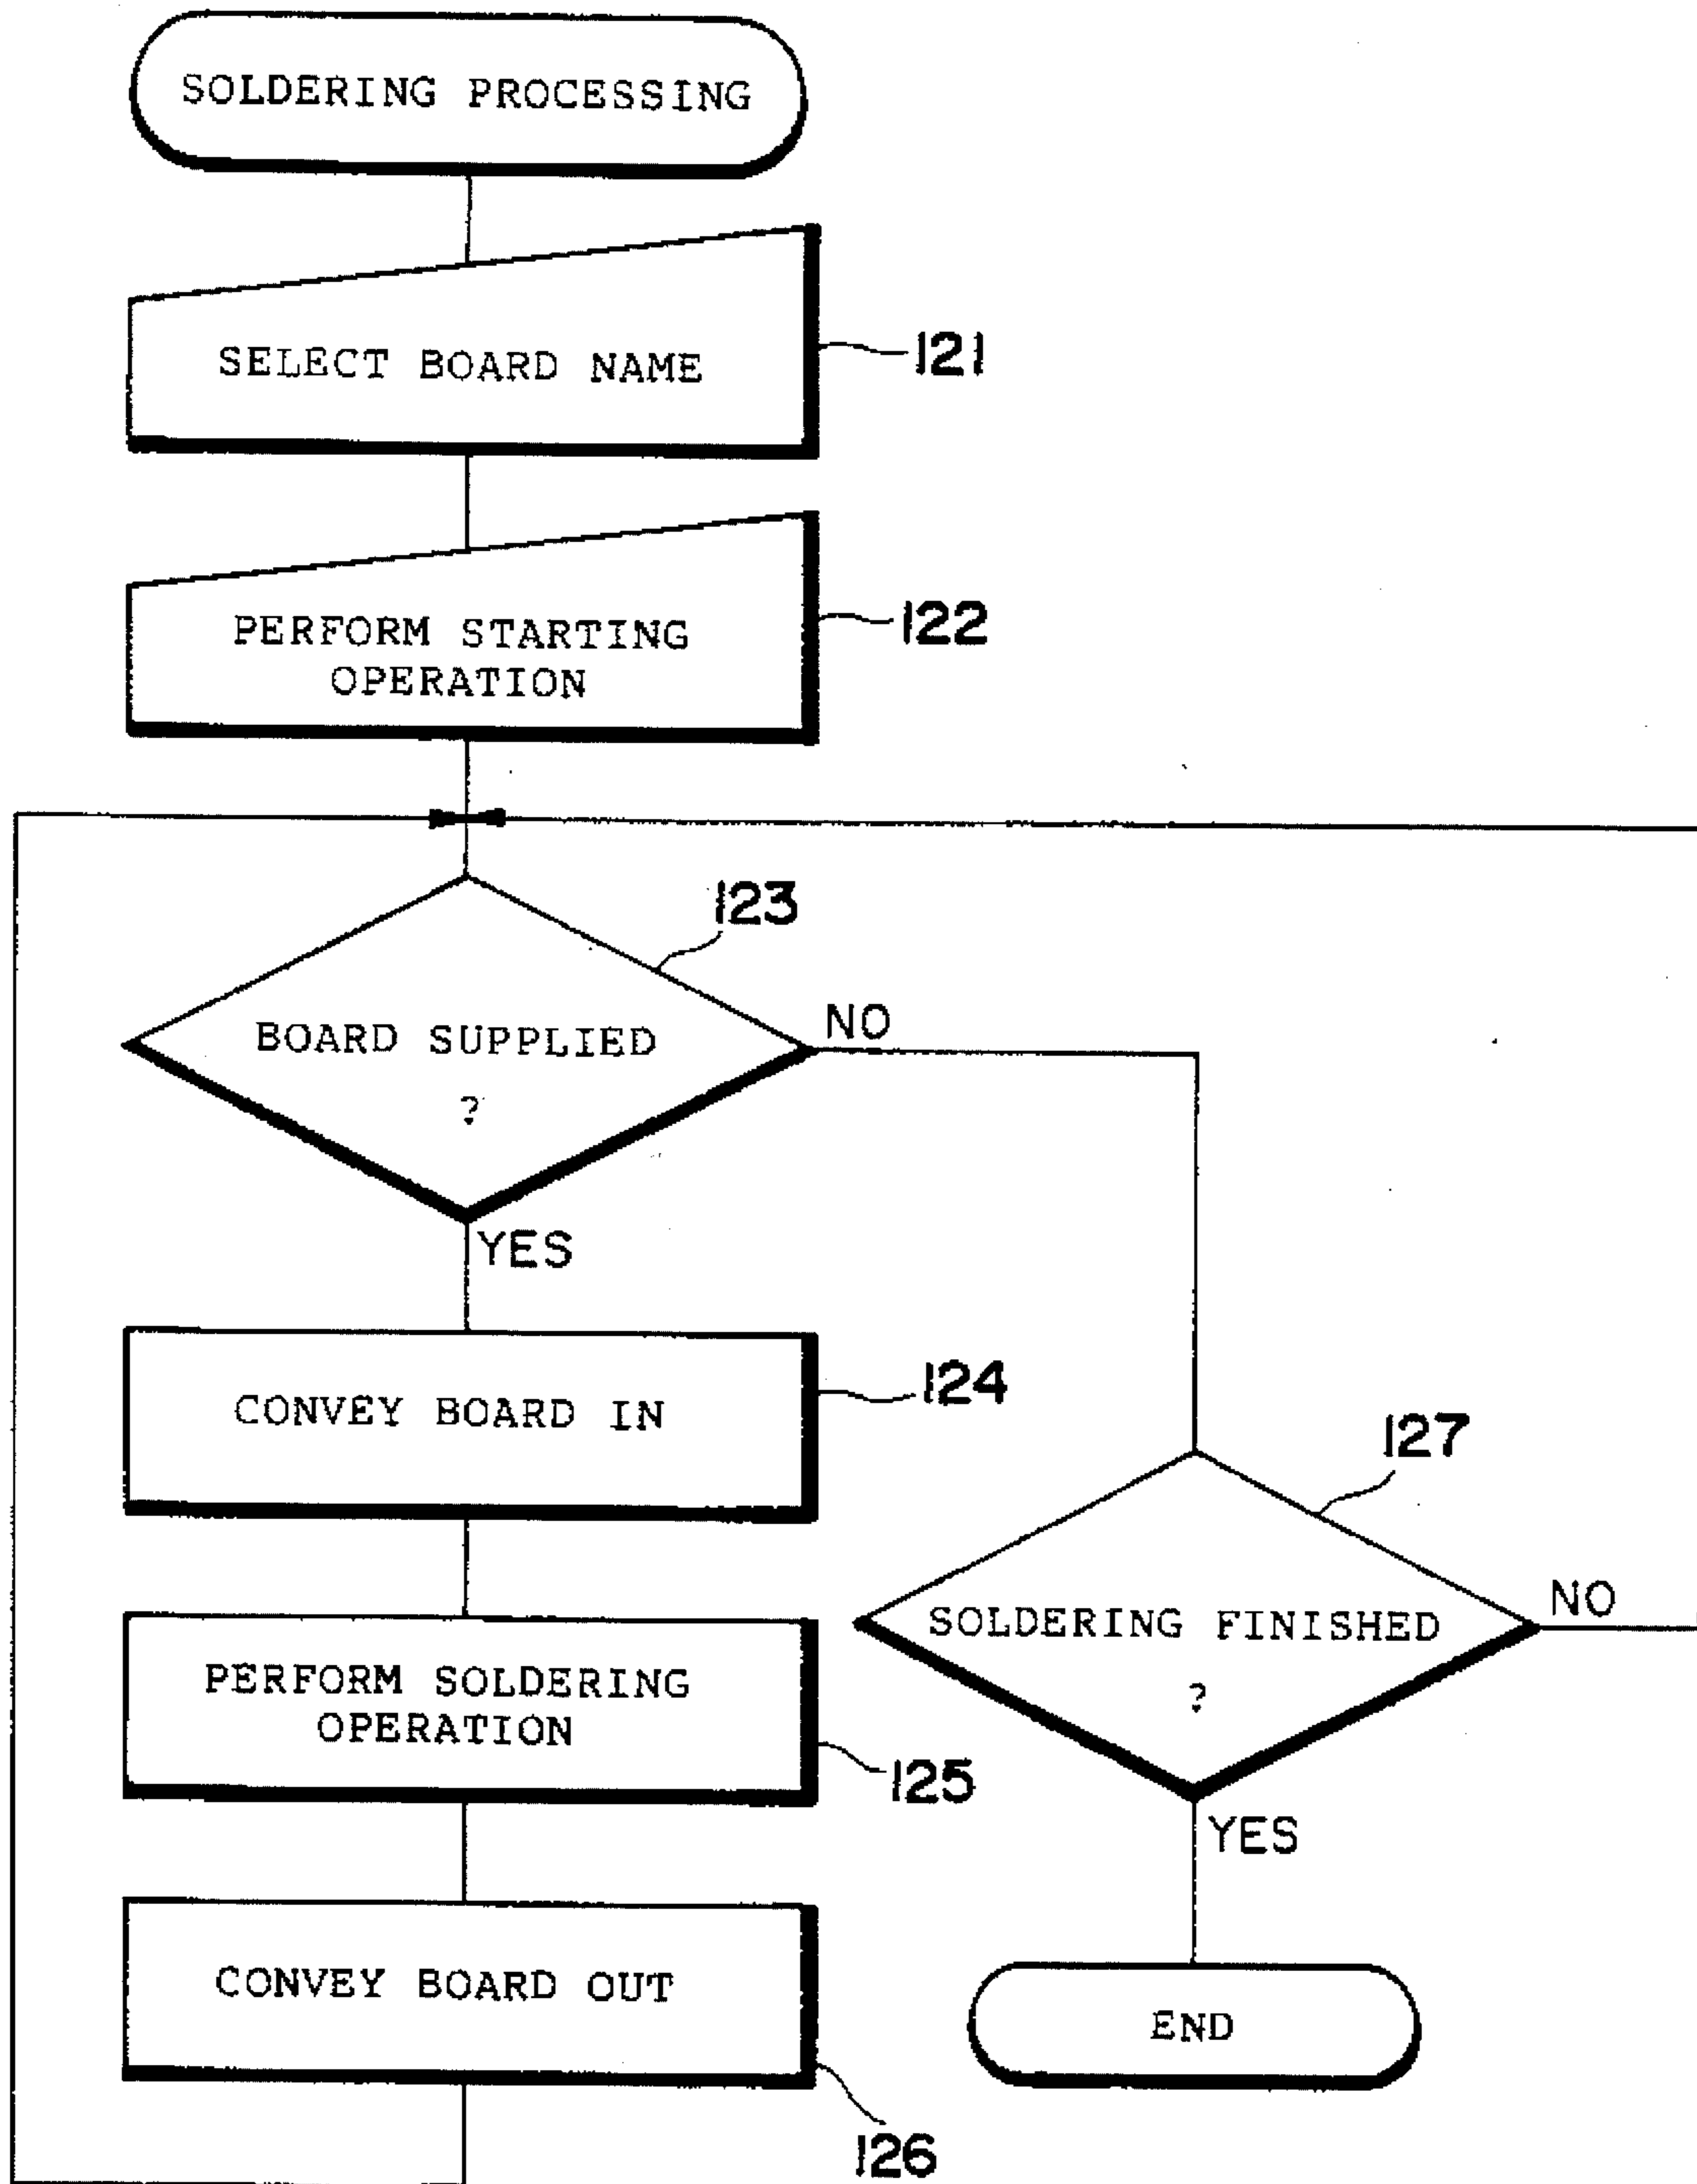 SOLDERING PROCESSING
SELECT BOARD NAME
121
PERFORM STARTING
OPERATION
122
123
BOARD SUPPLIED
?
NO
YES
CONVEY BOARD IN
124
PERFORM SOLDERING
OPERATION
125
CONVEY BOARD OUT
126
127
SOLDERING FINISHED
?
NO
YES
END